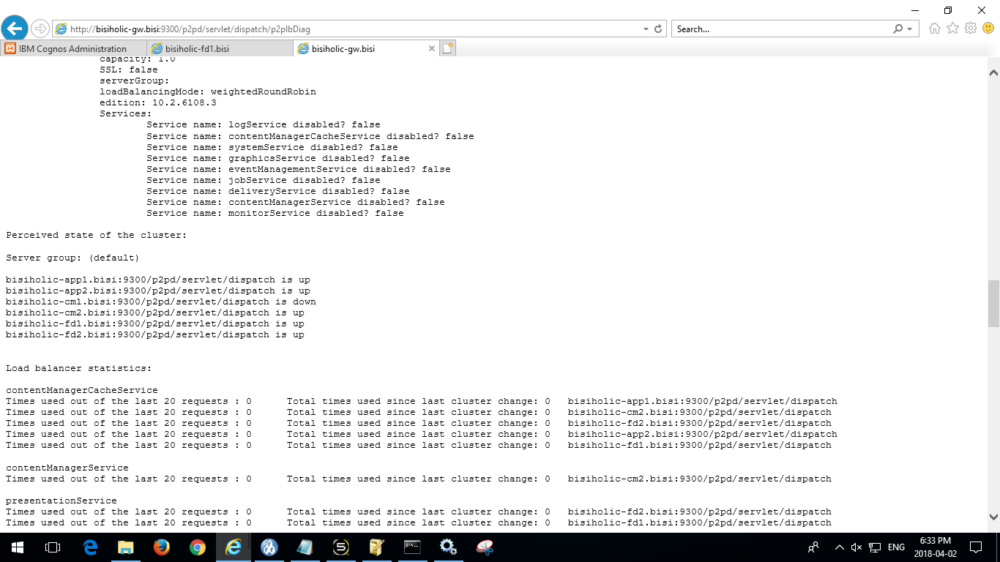 http://bisiholic-gw.bisi:9300/p2pd/servlet/dispatch/p2plbDiag
Search...
IBM Cognos Administration
bisiholic-fd1.bisi
bisiholic-gw.bisi
capacity: 1.0
SSL: false
serverGroup:
loadBalancingMode: weightedRoundRobin
edition: 10.2.6108.3
Services:
Service name: logService disabled? false
Service name: contentManagerCacheService disabled? false
Service name: systemService disabled? false
Service name: graphicsService disabled? false
Service name: eventManagementService disabled? false
Service name: jobService disabled? false
Service name: deliveryService disabled? false
Service name: contentManagerService disabled? false
Service name: monitorService disabled? false
Perceived state of the cluster:
Server group: (default)
bisiholic-app1.bisi:9300/p2pd/servlet/dispatch is up
bisiholic-app2.bisi:9300/p2pd/servlet/dispatch is up
bisiholic-cm1.bisi:9300/p2pd/servlet/dispatch is down
bisiholic-cm2.bisi:9300/p2pd/servlet/dispatch is up
bisiholic-fd1.bisi:9300/p2pd/servlet/dispatch is up
bisiholic-fd2.bisi:9300/p2pd/servlet/dispatch is up
Load balancer statistics:
contentManagerCacheService
Times used out of the last 20 requests : 0 Total times used since last cluster change: 0 bisiholic-app1.bisi:9300/p2pd/servlet/dispatch
Times used out of the last 20 requests : 0 Total times used since last cluster change: 0 bisiholic-cm2.bisi:9300/p2pd/servlet/dispatch
Times used out of the last 20 requests : 0 Total times used since last cluster change: 0 bisiholic-fd2.bisi:9300/p2pd/servlet/dispatch
Times used out of the last 20 requests : 0 Total times used since last cluster change: 0 bisiholic-app2.bisi:9300/p2pd/servlet/dispatch
Times used out of the last 20 requests : 0 Total times used since last cluster change: 0 bisiholic-fd1.bisi:9300/p2pd/servlet/dispatch
contentManagerService
Times used out of the last 20 requests : 0 Total times used since last cluster change: 0 bisiholic-cm2.bisi:9300/p2pd/servlet/dispatch
presentationService
Times used out of the last 20 requests : 0 Total times used since last cluster change: 0 bisiholic-fd2.bisi:9300/p2pd/servlet/dispatch
Times used out of the last 20 requests : 0 Total times used since last cluster change: 0 bisiholic-fd1.bisi:9300/p2pd/servlet/dispatch
ENG
6:33 PM
2018-04-02